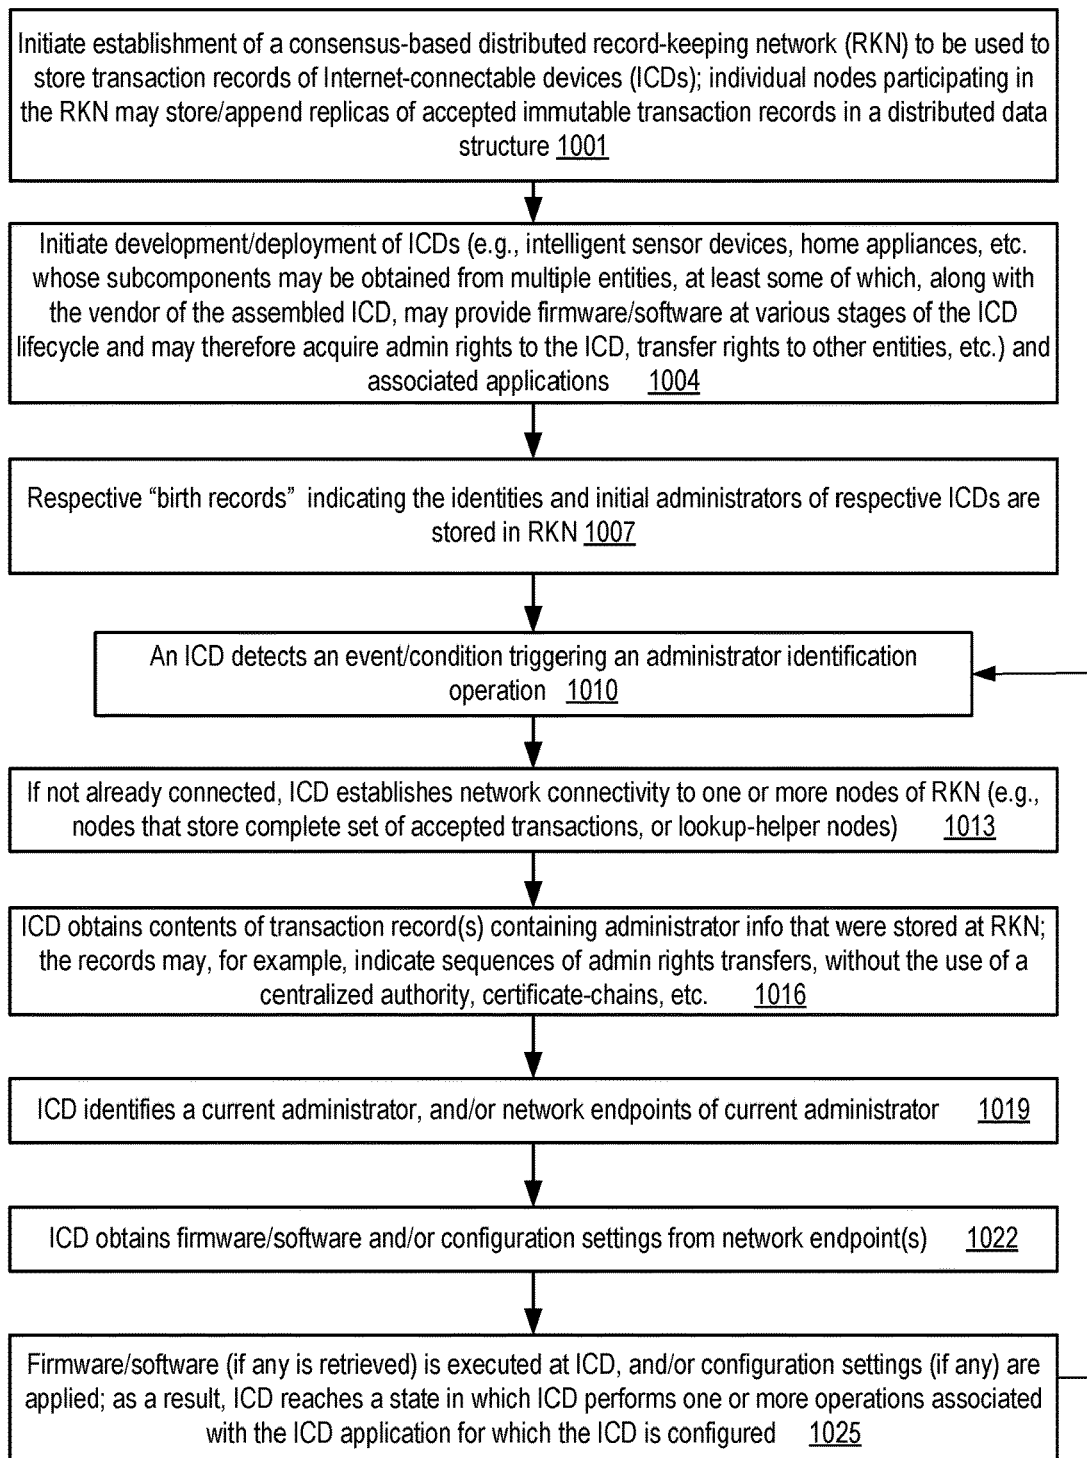 Initiate establishment of a consensus-based distributed record-keeping network (RKN) to be used to
store transaction records of Internet-connectable devices (ICDs); individual nodes participating in
the RKN may store/append replicas of accepted immutable transaction records in a distributed data
structure 1001
Initiate development/deployment of ICDs (e.g., intelligent sensor devices, home appliances, etc.
whose subcomponents may be obtained from multiple entities, at least some of which, along with
the vendor of the assembled ICD, may provide firmware/software at various stages of the ICD
lifecycle and may therefore acquire admin rights to the ICD, transfer rights to other entities, etc.) and
associated applications 1004
Respective “birth records” indicating the identities and initial administrators of respective ICDs are
stored in RKN 1007
An ICD detects an event/condition triggering an administrator identification
operation 1010
If not already connected, ICD establishes network connectivity to one or more nodes of RKN (e.g.,
nodes that store complete set of accepted transactions, or lookup-helper nodes) 1013
ICD obtains contents of transaction record(s) containing administrator info that were stored at RKN;
the records may, for example, indicate sequences of admin rights transfers, without the use of a
centralized authority, certificate-chains, etc. 1016
ICD identifies a current administrator, and/or network endpoints of current administrator 1019
ICD obtains firmware/software and/or configuration settings from network endpoint(s) 1022
Firmware/software (if any is retrieved) is executed at ICD, and/or configuration settings (if any) are
applied; as a result, ICD reaches a state in which ICD performs one or more operations associated
with the ICD application for which the ICD is configured 1025